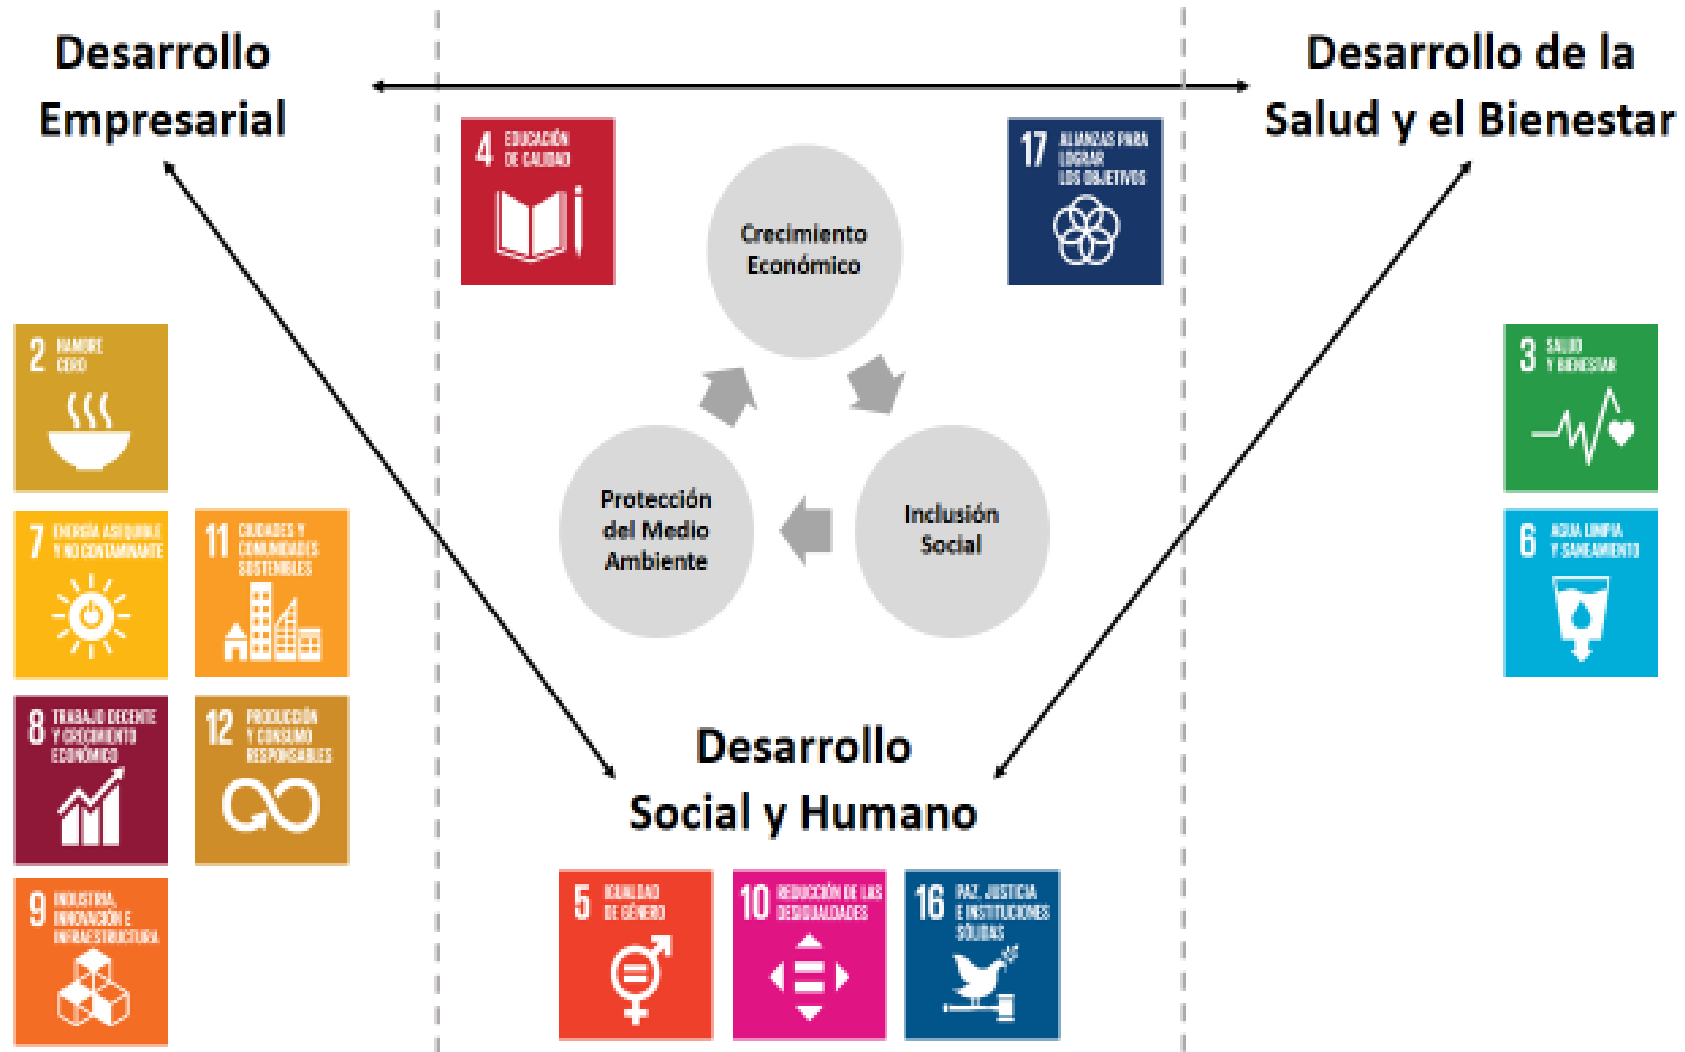 Desarrollo
Empresarial
Desarrollo de la
Salud y el Bienestar
4 EDUCACIÓN
DE CALIDAD
17 ALIANZAS PARA
LOGRAR
LOS OBJETIVOS
Crecimiento
Económico
Protección
del Medio
Ambiente
Inclusión
Social
2 HAMBRE
CERO
7 ENERGÍA ASEQUIBLE
Y NO CONTAMINANTE
11 CIUDADES Y
COMUNIDADES
SOSTENIBLES
8 TRABAJO DECENTE
Y CRECIMIENTO
ECONÓMICO
12 PRODUCCIÓN
Y CONSUMO
RESPONSABLES
9 INDUSTRIA,
INNOVACIÓN E
INFRAESTRUCTURA
3 SALUD
Y BIENESTAR
6 AGUA LIMPIA
Y SANEAMIENTO
Desarrollo
Social y Humano
5 IGUALDAD
DE GÉNERO
10 REDUCCIÓN DE LAS
DESIGUALDADES
16 PAZ, JUSTICIA
E INSTITUCIONES
SÓLIDAS